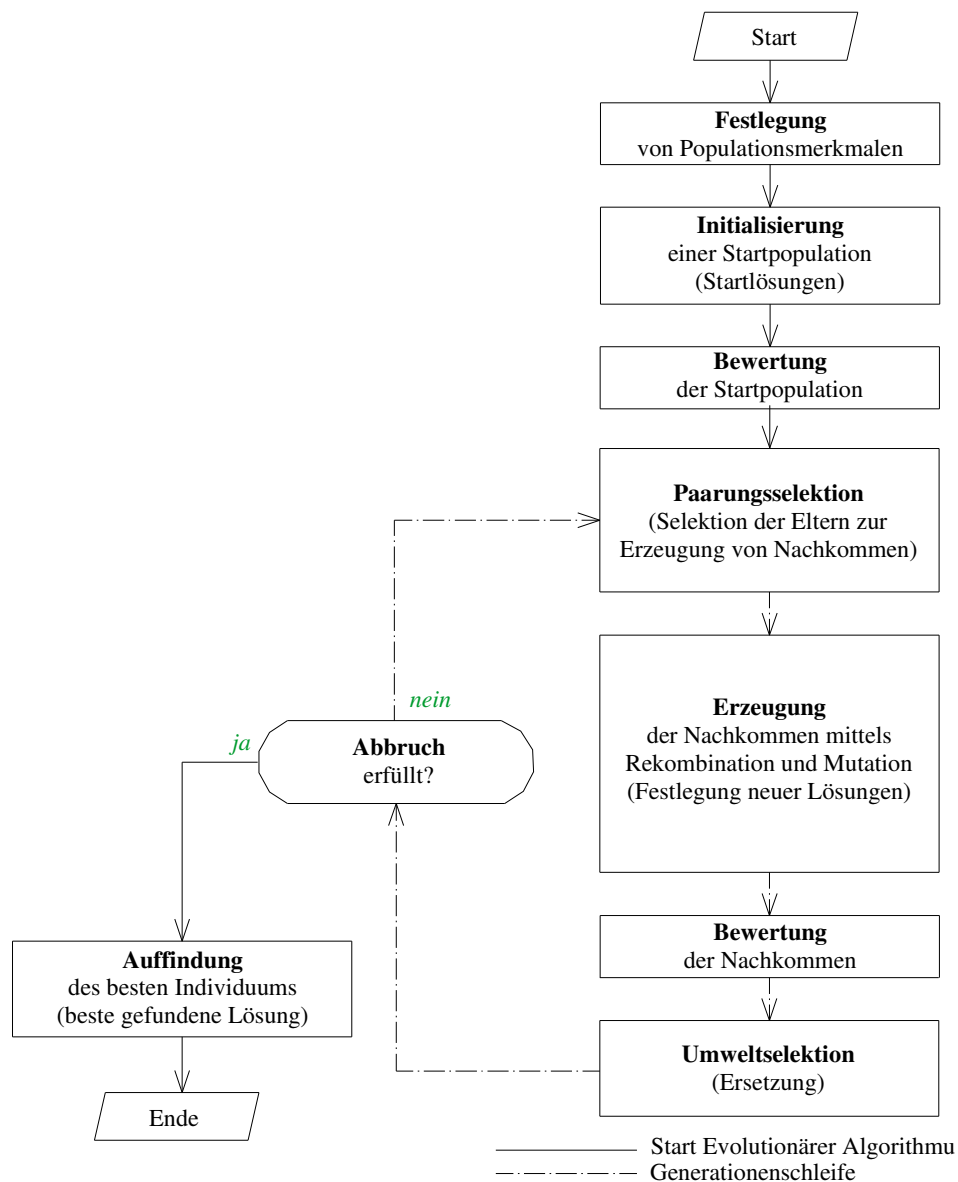 Start
Festlegung
von Populationsmerkmalen
Initialisierung
einer Startpopulation
(Startlösungen)
Bewertung
der Startpopulation
Paarungsselektion
(Selektion der Eltern zur
Erzeugung von Nachkommen)
Erzeugung
der Nachkommen mittels
Rekombination und Mutation
(Festlegung neuer Lösungen)
Bewertung
der Nachkommen
Umweltselektion
(Ersetzung)
nein
ja
Abbruch
erfüllt?
Auffindung
des besten Individuums
(beste gefundene Lösung)
Ende
Start Evolutionärer Algorithmu
Generationenschleife